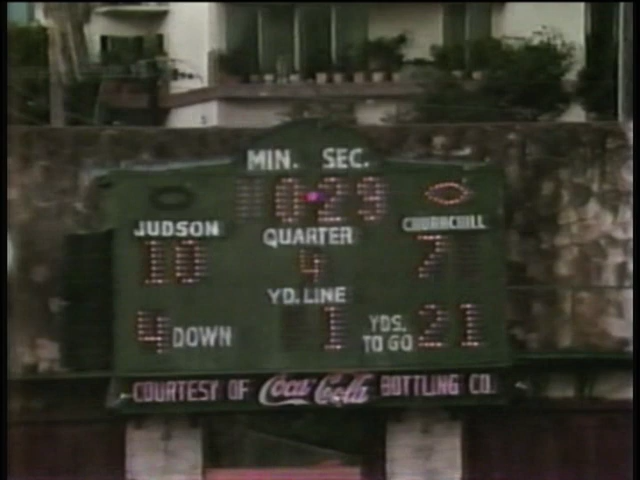 MIN. SEC.
0:29
JUDSON QUARTER CHURCHILL
10 4 7
YD. LINE
4 DOWN 1 YDS. TO GO 21
COURTESY OF Coca-Cola BOTTLING CO.